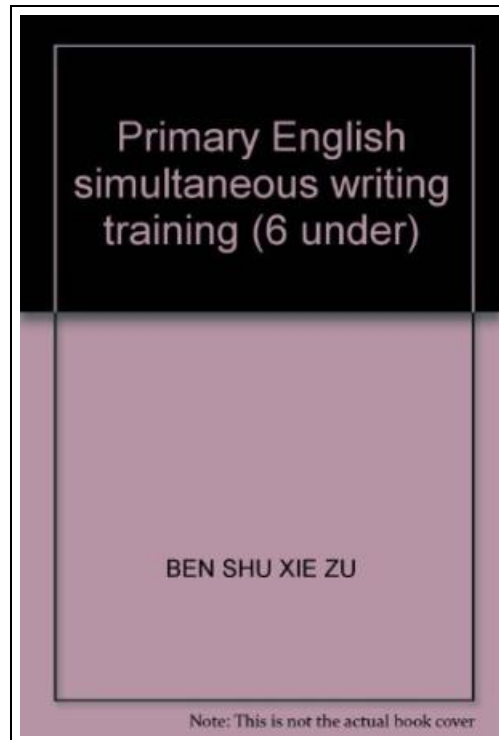 Primary English
simultaneous writing
training (6 under)
BEN SHU XIE ZU
Note: This is not the actual book cover